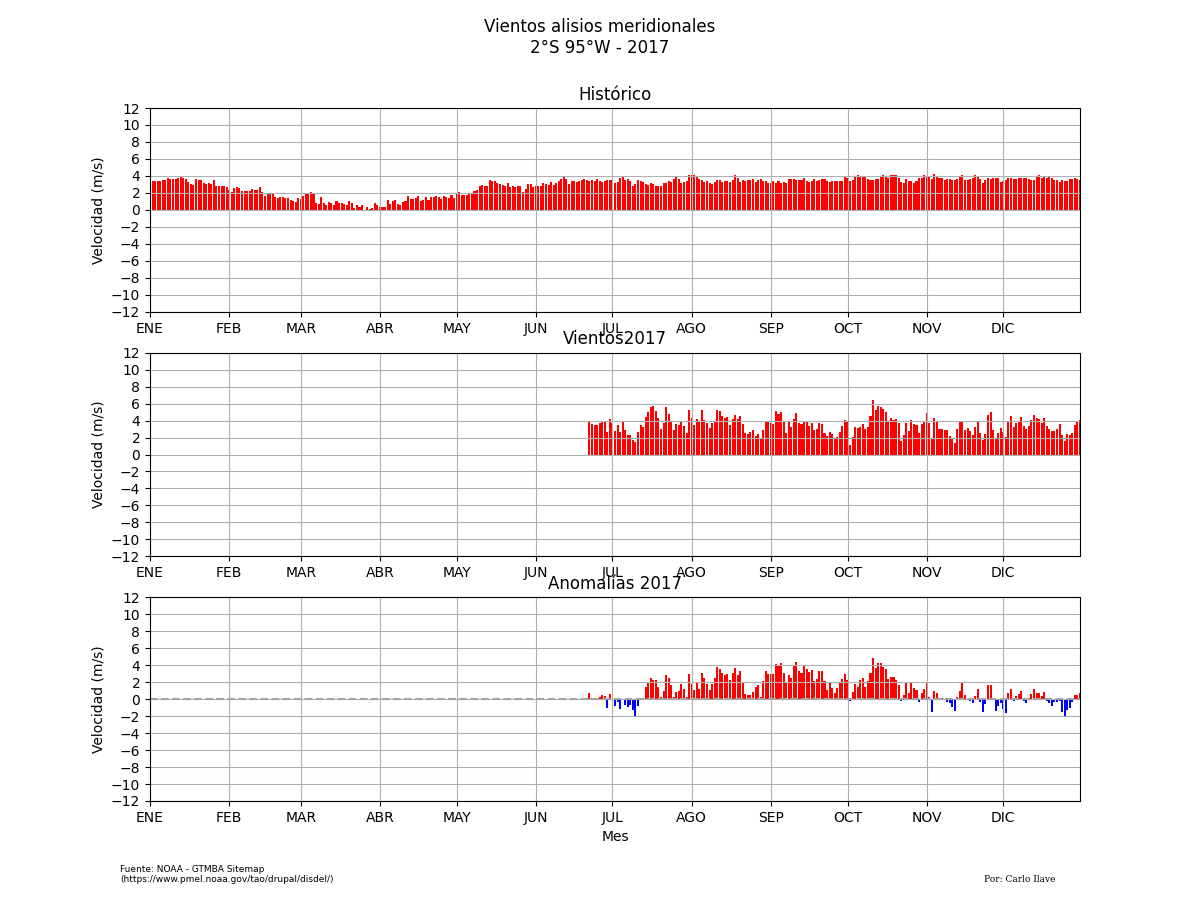 Vientos alisios meridionales
2°S 95°W - 2017
Histórico
12
10
8
6
4
2
0
−2
−4
−6
−8
−10
−12
Velocidad (m/s)
ENE FEB MAR ABR MAY JUN JUL AGO SEP OCT NOV DIC
Vientos2017
12
10
8
6
4
2
0
−2
−4
−6
−8
−10
−12
Velocidad (m/s)
ENE FEB MAR ABR MAY JUN JUL AGO SEP OCT NOV DIC
Anomalías 2017
12
10
8
6
4
2
0
−2
−4
−6
−8
−10
−12
Velocidad (m/s)
ENE FEB MAR ABR MAY JUN JUL AGO SEP OCT NOV DIC
Mes
Fuente: NOAA - GTMBA Sitemap
(https://www.pmel.noaa.gov/tao/drupal/disdel/)
Por: Carlo Ilave